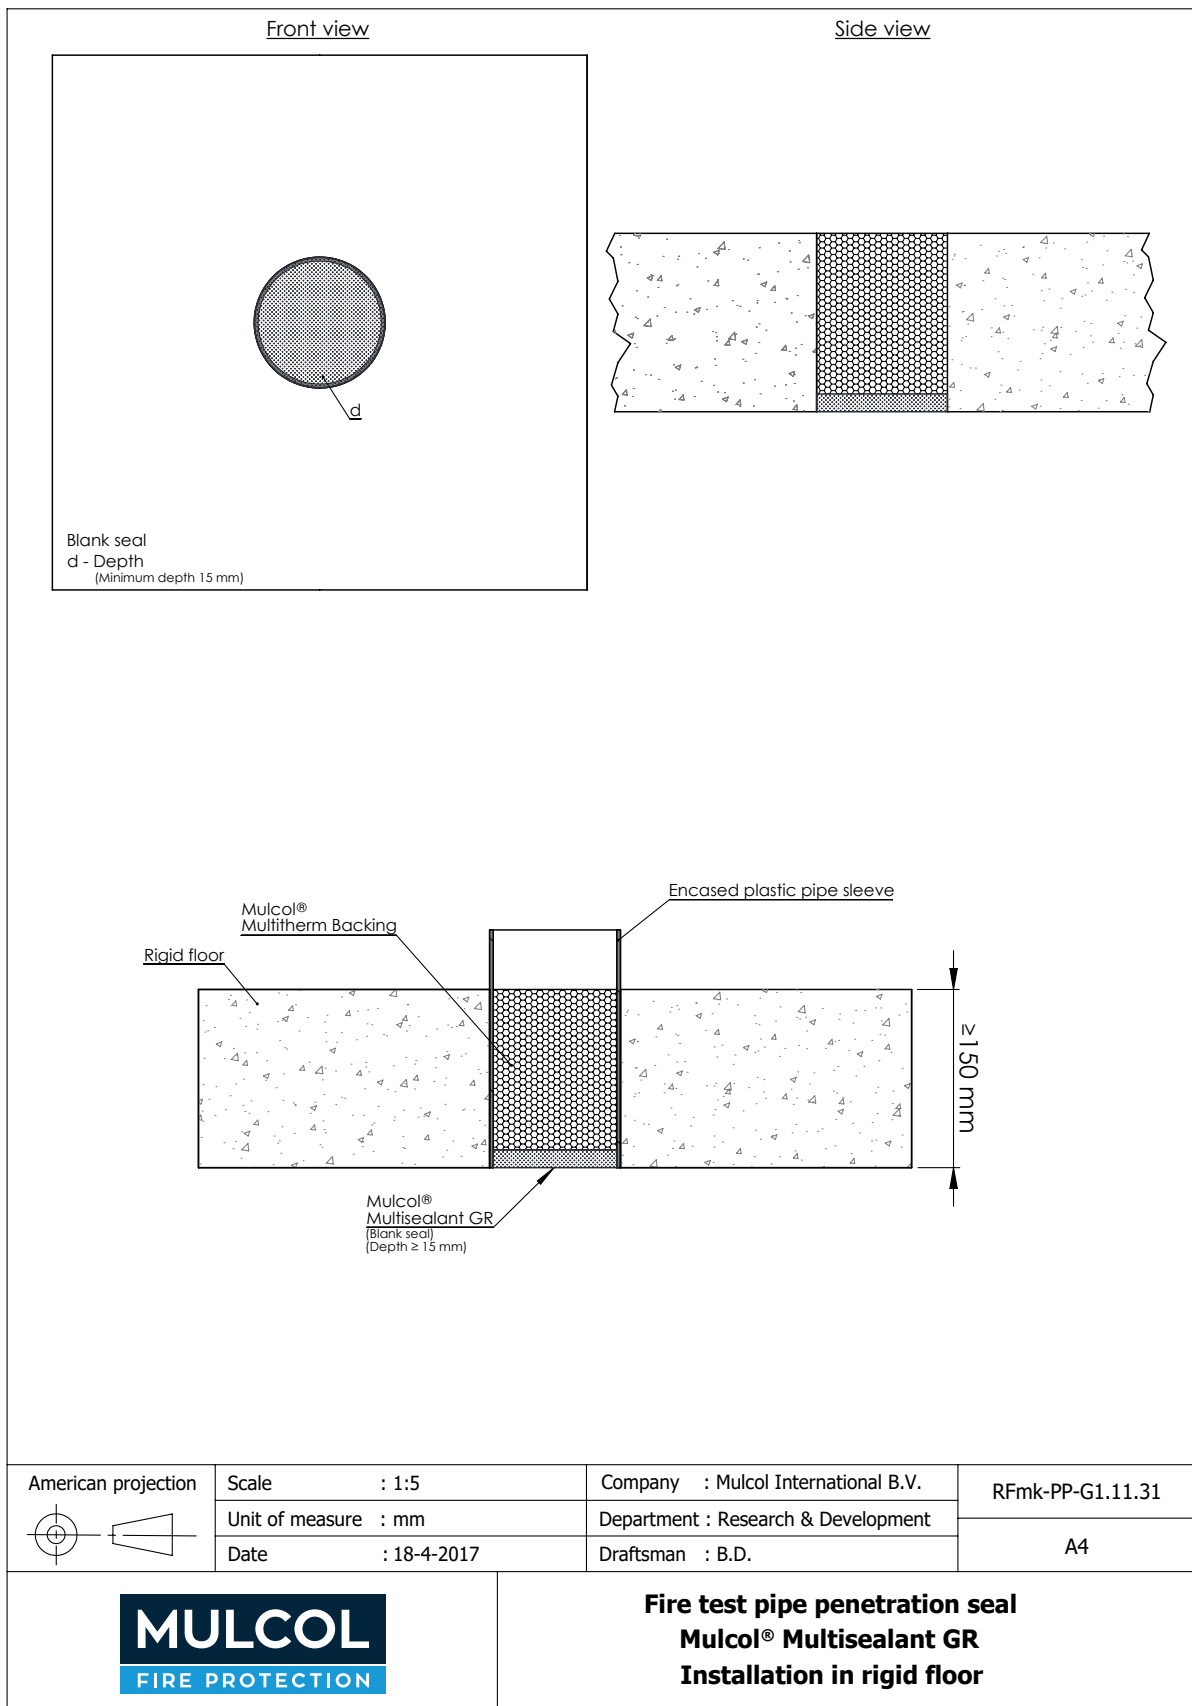 Front view
Side view
d
Blank seal
d - Depth
(Minimum depth 15 mm)
Encased plastic pipe sleeve
Mulcol®
Multitherm Backing
Rigid floor
≥150 mm
Mulcol®
Multisealant GR
(Blank seal)
(Depth ≥ 15 mm)
American projection
Scale : 1:5
Unit of measure : mm
Date : 18-4-2017
Company : Mulcol International B.V.
Department : Research & Development
Draftsman : B.D.
RFmk-PP-G1.11.31
A4
MULCOL
FIRE PROTECTION
Fire test pipe penetration seal
Mulcol® Multisealant GR
Installation in rigid floor